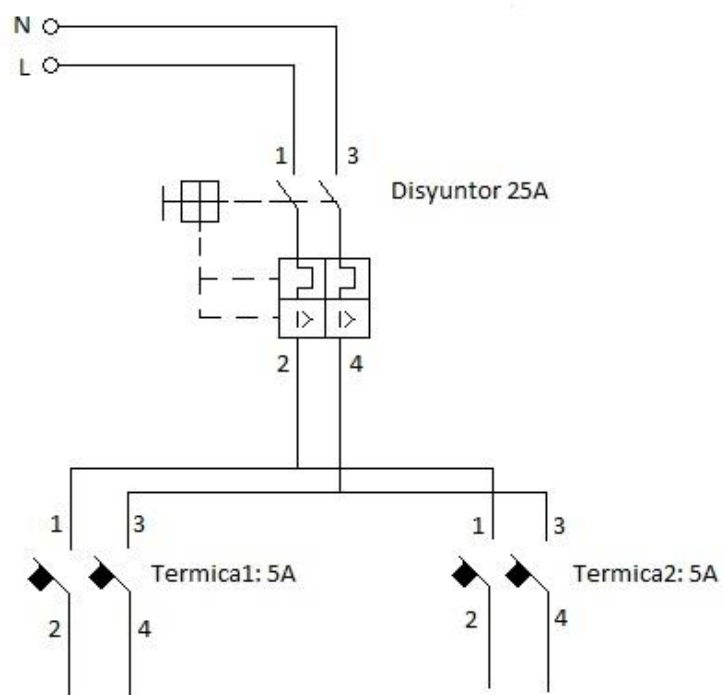 N
L
1 3
Disyuntor 25A
I> I>
2 4
1 3 1 3
Termica1: 5A Termica2: 5A
2 4 2 4